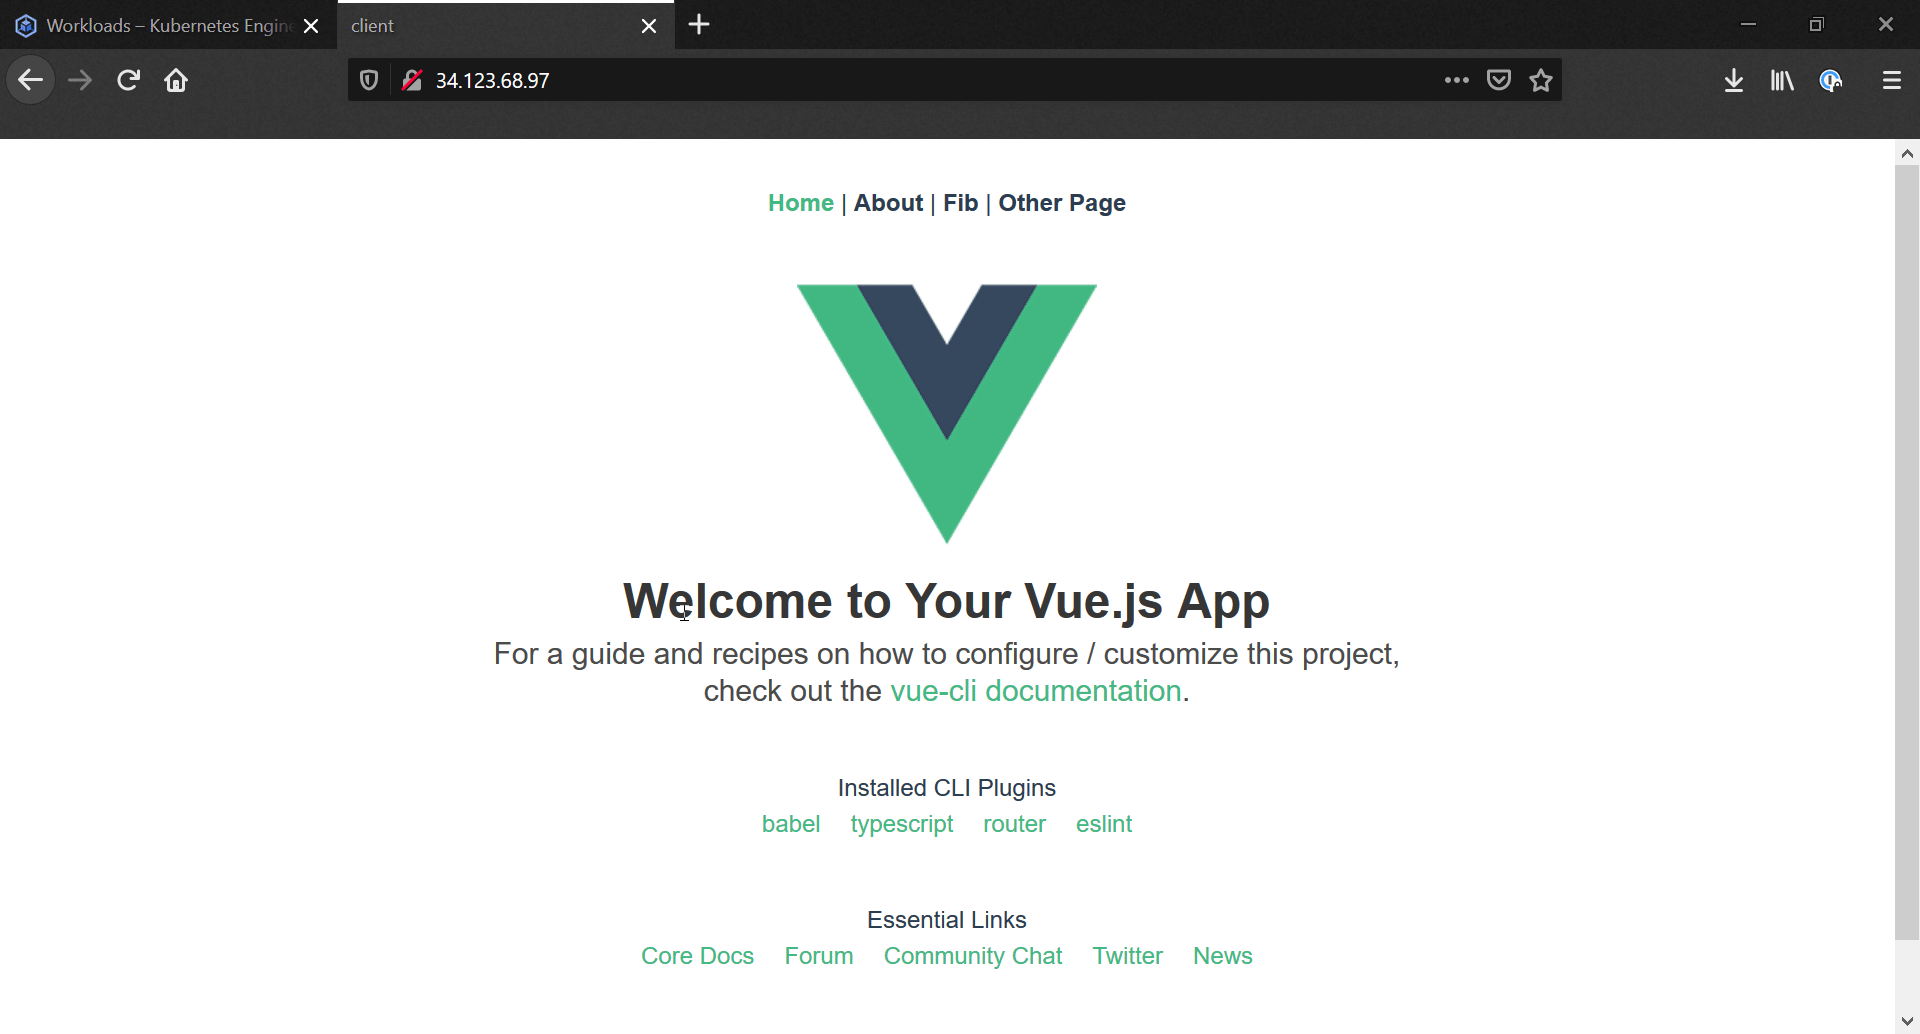 Workloads – Kubernetes Engine
client
34.123.68.97
Home | About | Fib | Other Page
Welcome to Your Vue.js App
For a guide and recipes on how to configure / customize this project,
check out the vue-cli documentation.
Installed CLI Plugins
babel typescript router eslint
Essential Links
Core Docs Forum Community Chat Twitter News